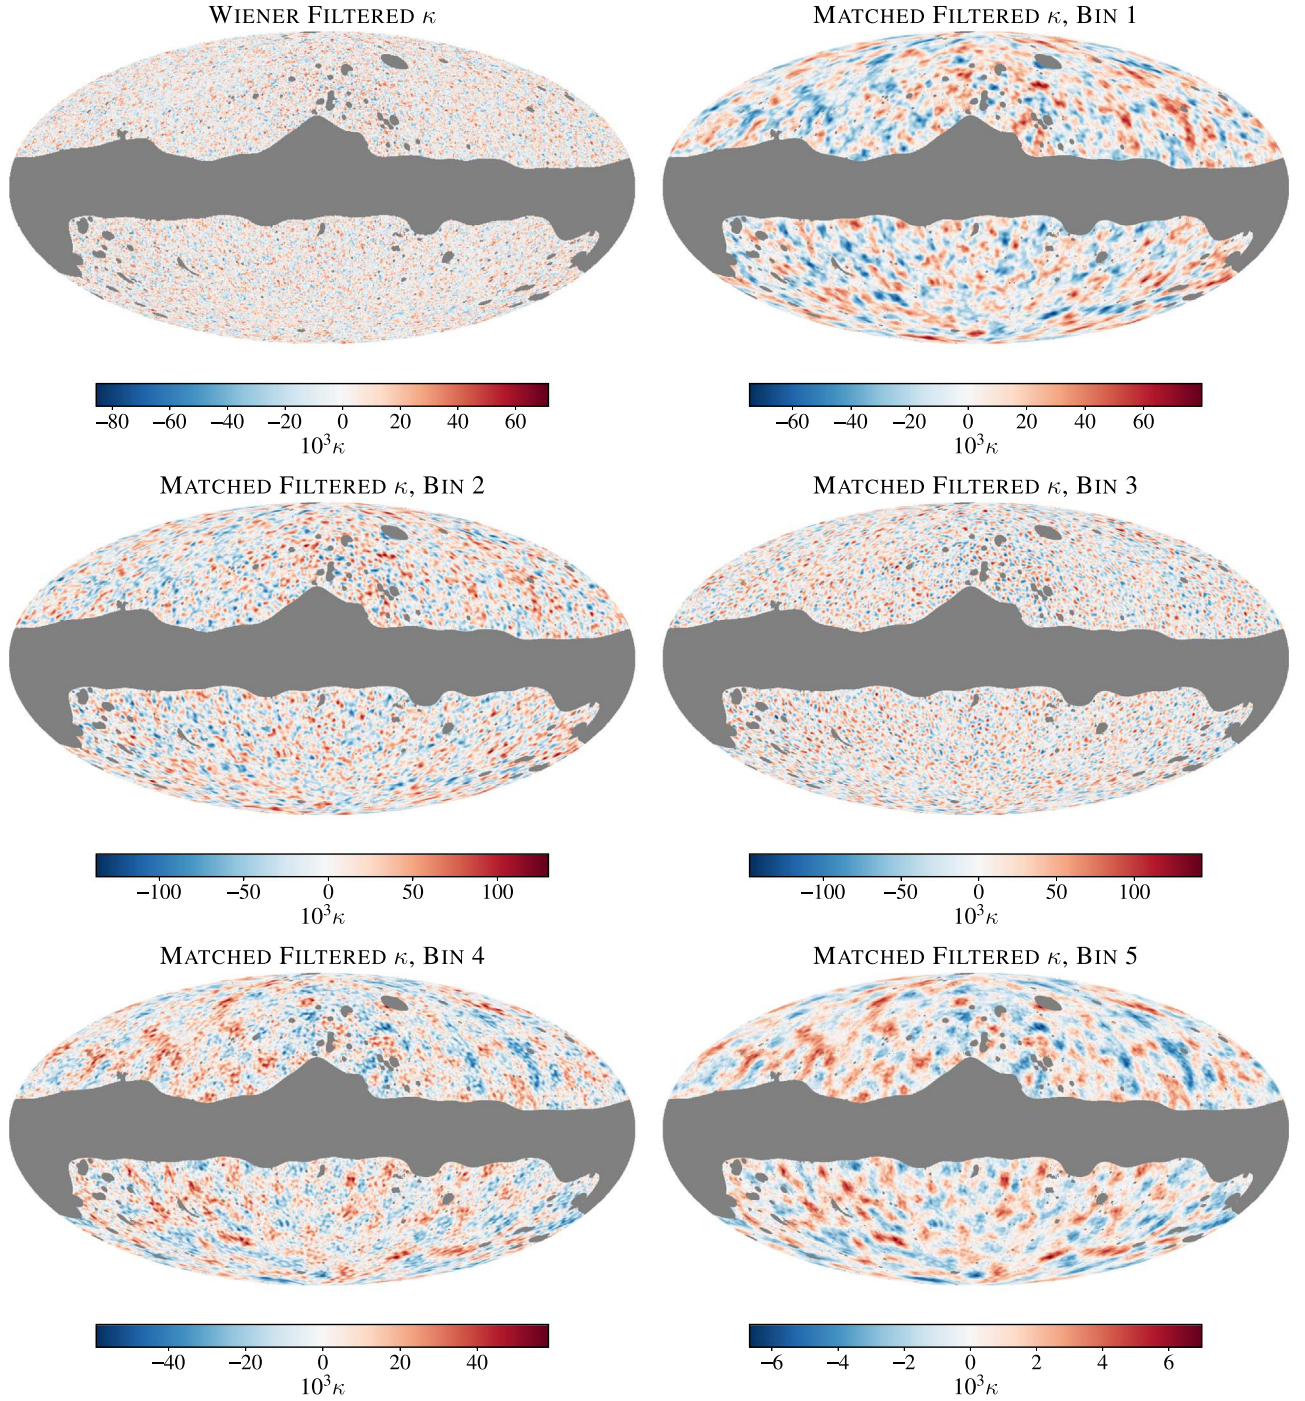 WIENER FILTERED κ
MATCHED FILTERED κ, BIN 1
−80 −60 −40 −20 0 20 40 60
10³κ
−60 −40 −20 0 20 40 60
10³κ
MATCHED FILTERED κ, BIN 2
MATCHED FILTERED κ, BIN 3
−100 −50 0 50 100
10³κ
−100 −50 0 50 100
10³κ
MATCHED FILTERED κ, BIN 4
MATCHED FILTERED κ, BIN 5
−40 −20 0 20 40
10³κ
−6 −4 −2 0 2 4 6
10³κ